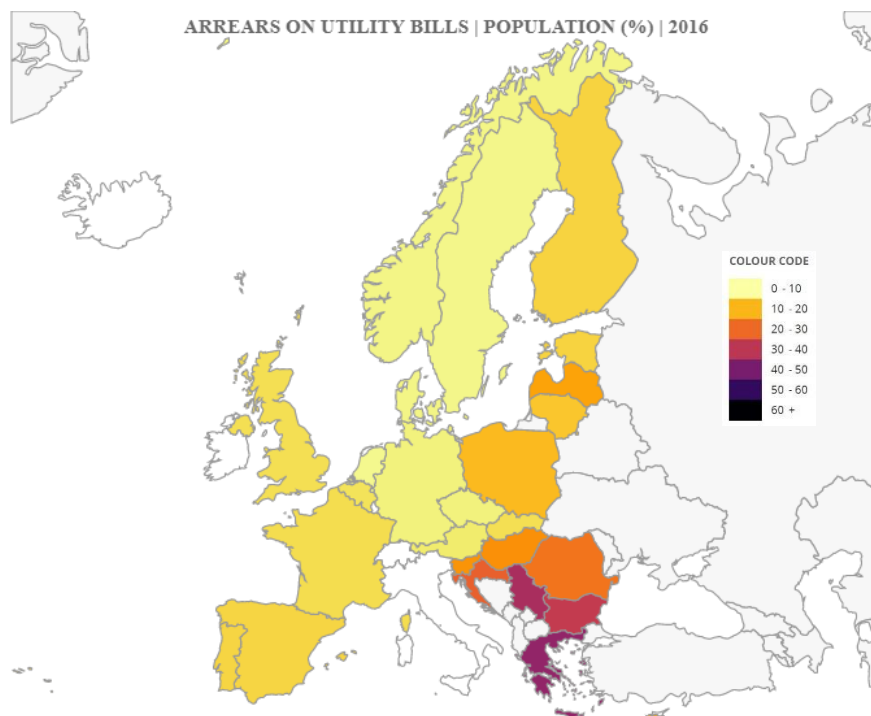 ARREARS ON UTILITY BILLS | POPULATION (%) | 2016
COLOUR CODE
0 - 10
10 - 20
20 - 30
30 - 40
40 - 50
50 - 60
60 +